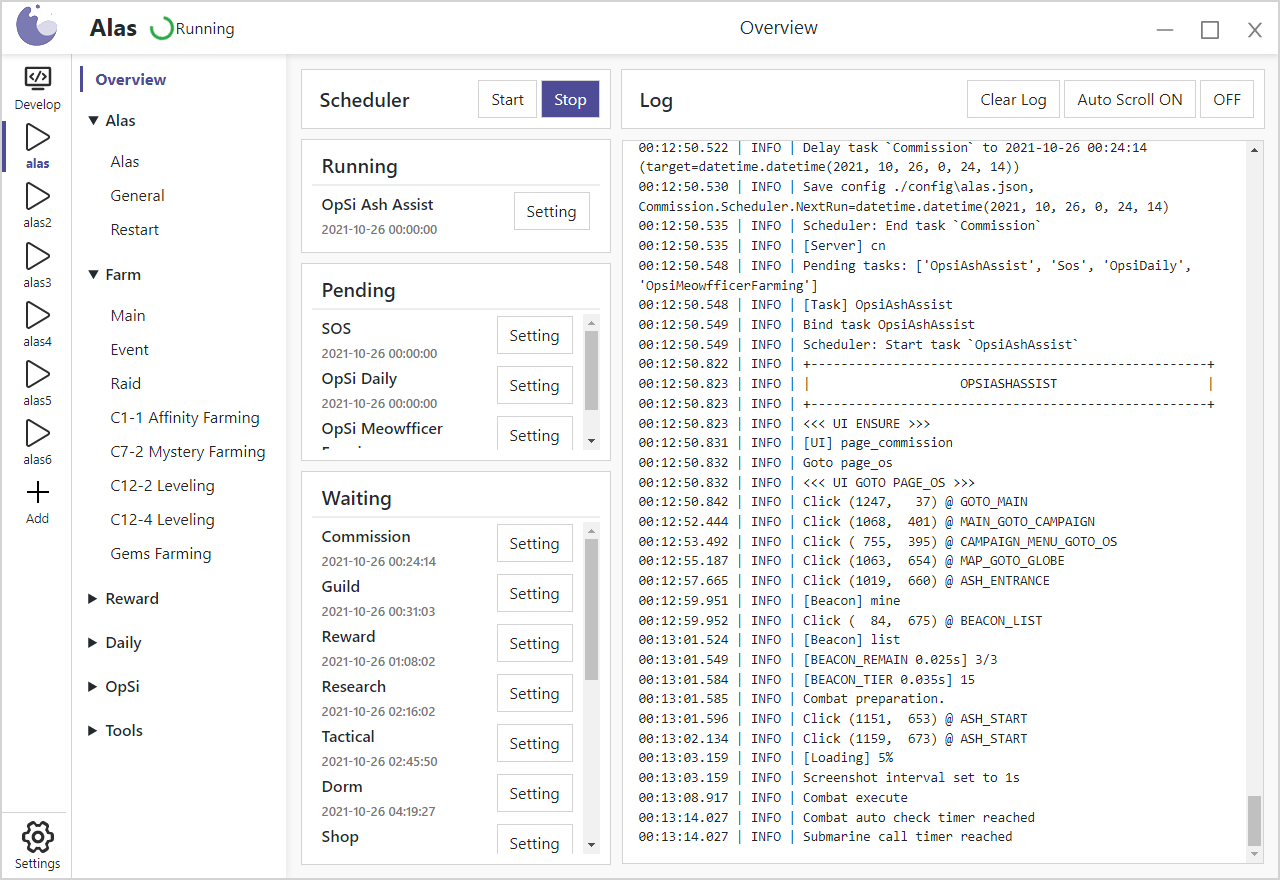 Alas
Running
Overview
Develop
alas
alas2
alas3
alas4
alas5
alas6
Add
Settings
Overview
Alas
Alas
General
Restart
Farm
Main
Event
Raid
C1-1 Affinity Farming
C7-2 Mystery Farming
C12-2 Leveling
C12-4 Leveling
Gems Farming
Reward
Daily
OpSi
Tools
Scheduler
Start
Stop
Running
OpSi Ash Assist
2021-10-26 00:00:00
Setting
Pending
SOS
2021-10-26 00:00:00
Setting
OpSi Daily
2021-10-26 00:00:00
Setting
OpSi Meowfficer
Setting
Waiting
Commission
2021-10-26 00:24:14
Setting
Guild
2021-10-26 00:31:03
Setting
Reward
2021-10-26 01:08:02
Setting
Research
2021-10-26 02:16:02
Setting
Tactical
2021-10-26 02:45:50
Setting
Dorm
2021-10-26 04:19:27
Setting
Shop
Setting
Log
Clear Log
Auto Scroll ON
OFF
00:12:50.522 | INFO | Delay task `Commission` to 2021-10-26 00:24:14
(target=datetime.datetime(2021, 10, 26, 0, 24, 14))
00:12:50.530 | INFO | Save config ./config\alas.json,
Commission.Scheduler.NextRun=datetime.datetime(2021, 10, 26, 0, 24, 14)
00:12:50.535 | INFO | Scheduler: End task `Commission`
00:12:50.535 | INFO | [Server] cn
00:12:50.548 | INFO | Pending tasks: ['OpsiAshAssist', 'Sos', 'OpsiDaily',
'OpsiMeowfficerFarming']
00:12:50.548 | INFO | [Task] OpsiAshAssist
00:12:50.549 | INFO | Bind task OpsiAshAssist
00:12:50.549 | INFO | Scheduler: Start task `OpsiAshAssist`
00:12:50.822 | INFO | +-----------------------------------------------------+
00:12:50.823 | INFO | |                    OPSIASHASSIST                    |
00:12:50.823 | INFO | +-----------------------------------------------------+
00:12:50.823 | INFO | <<< UI ENSURE >>>
00:12:50.831 | INFO | [UI] page_commission
00:12:50.832 | INFO | Goto page_os
00:12:50.832 | INFO | <<< UI GOTO PAGE_OS >>>
00:12:50.842 | INFO | Click (1247,   37) @ GOTO_MAIN
00:12:52.444 | INFO | Click (1068,  401) @ MAIN_GOTO_CAMPAIGN
00:12:53.492 | INFO | Click ( 755,  395) @ CAMPAIGN_MENU_GOTO_OS
00:12:55.187 | INFO | Click (1063,  654) @ MAP_GOTO_GLOBE
00:12:57.665 | INFO | Click (1019,  660) @ ASH_ENTRANCE
00:12:59.951 | INFO | [Beacon] mine
00:12:59.952 | INFO | Click (  84,  675) @ BEACON_LIST
00:13:01.524 | INFO | [Beacon] list
00:13:01.549 | INFO | [BEACON_REMAIN 0.025s] 3/3
00:13:01.584 | INFO | [BEACON_TIER 0.035s] 15
00:13:01.585 | INFO | Combat preparation.
00:13:01.596 | INFO | Click (1151,  653) @ ASH_START
00:13:02.134 | INFO | Click (1159,  673) @ ASH_START
00:13:03.159 | INFO | [Loading] 5%
00:13:03.159 | INFO | Screenshot interval set to 1s
00:13:08.917 | INFO | Combat execute
00:13:14.027 | INFO | Combat auto check timer reached
00:13:14.027 | INFO | Submarine call timer reached